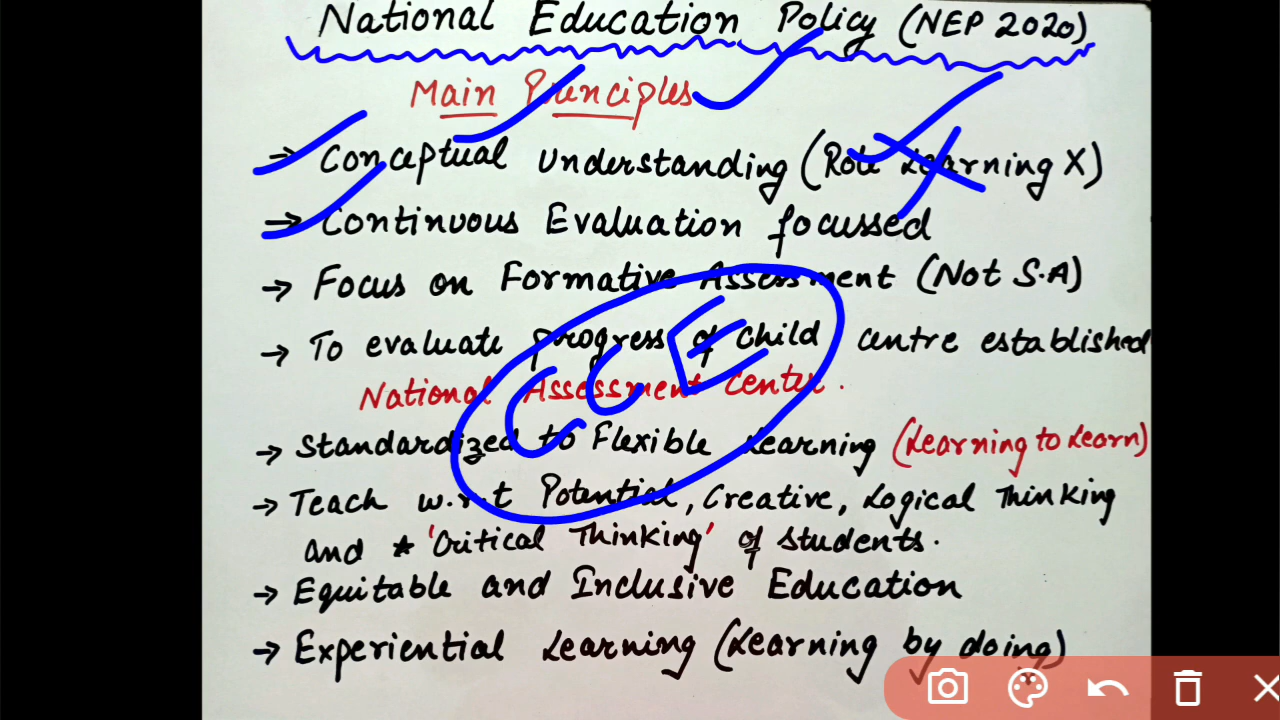 National Education Policy (NEP 2020)
Main Principles
→ Conceptual Understanding (Rote Learning X)
→ Continuous Evaluation focussed
→ Focus on Formative Assessment (Not S.A)
→ To evaluate progress of child centre established
National Assessment Center.
CCE
→ Standardized to Flexible Learning (Learning to Learn)
→ Teach w.r.t Potential, Creative, Logical Thinking
and * 'Critical Thinking' of students.
→ Equitable and Inclusive Education
→ Experiential Learning (Learning by doing)